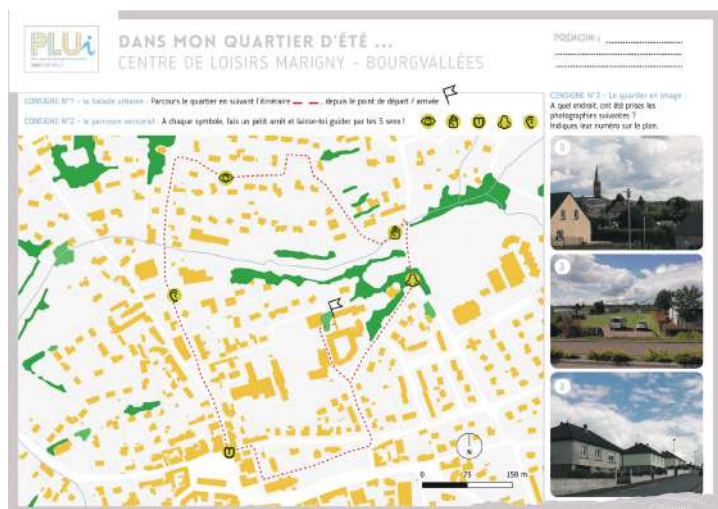 PLUi
DANS MON QUARTIER D'ÉTÉ ...
CENTRE DE LOISIRS MARIGNY - BOURGVALLÉES
PRÉNOM :
CONSIGNE N°1 - la balade urbaine : Parcours le quartier en suivant l'itinéraire , depuis le point de départ / arrivée
CONSIGNE N°2 - le parcours sensoriel : A chaque symbole, fais un petit arrêt et laisse-toi guider par tes 5 sens !
CONSIGNE N°3 - Le quartier en image :
A quel endroit, ont été prises les
photographies suivantes ?
Indiques leur numéro sur le plan.
2
3
N
0 75 150 m